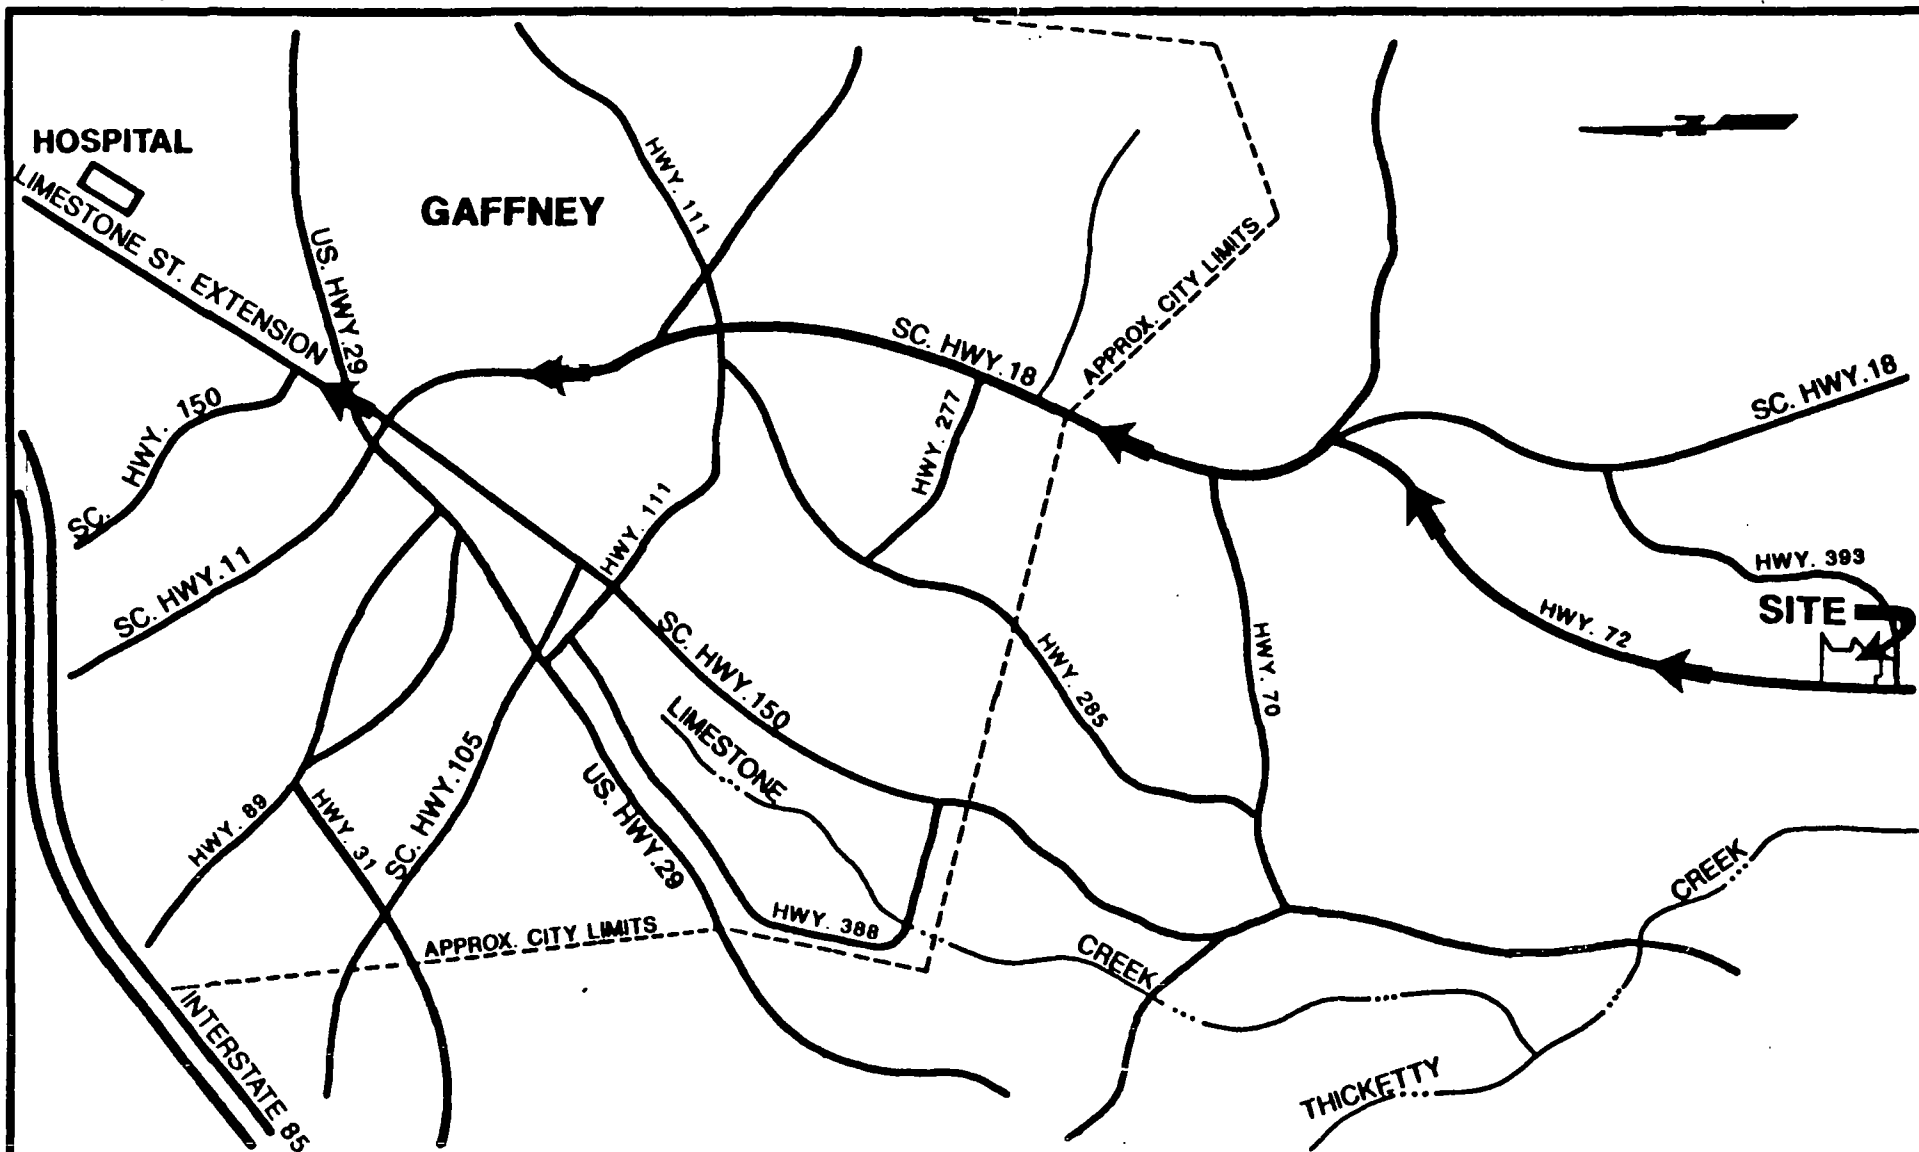 HOSPITAL
LIMESTONE ST. EXTENSION
US. HWY. 29
GAFFNEY
HWY. 111
SC. HWY. 18
APPROX. CITY LIMITS
N
SC. HWY. 18
SC. HWY. 150
HWY. 277
HWY. 111
SC. HWY. 11
HWY. 393
SITE
HWY. 72
SC. HWY. 150
HWY. 285
HWY. 70
LIMESTONE
SC. HWY. 105
US. HWY. 29
HWY. 89
HWY. 31
HWY. 388
APPROX. CITY LIMITS
CREEK
CREEK
INTERSTATE 85
THICKETTY